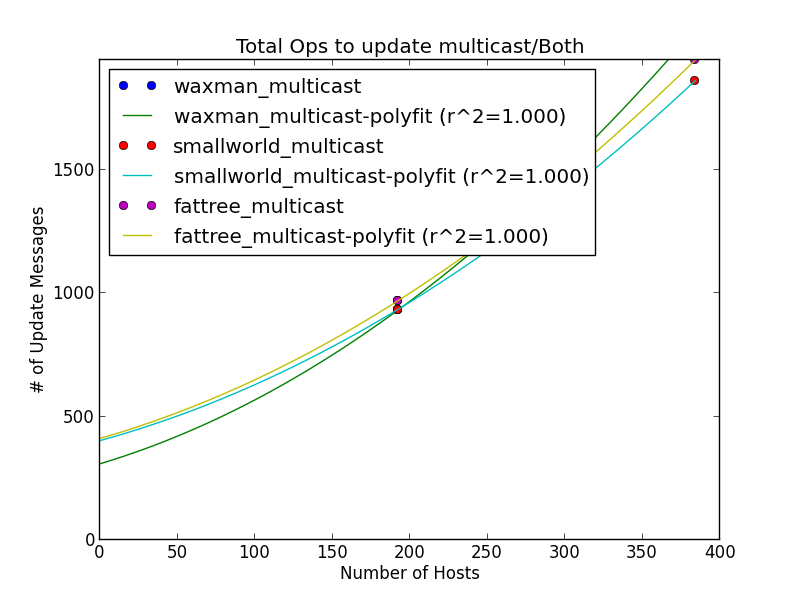 Total Ops to update multicast/Both
waxman_multicast
waxman_multicast-polyfit (r^2=1.000)
smallworld_multicast
smallworld_multicast-polyfit (r^2=1.000)
fattree_multicast
fattree_multicast-polyfit (r^2=1.000)
# of Update Messages
1500
1000
500
0
0 50 100 150 200 250 300 350 400
Number of Hosts